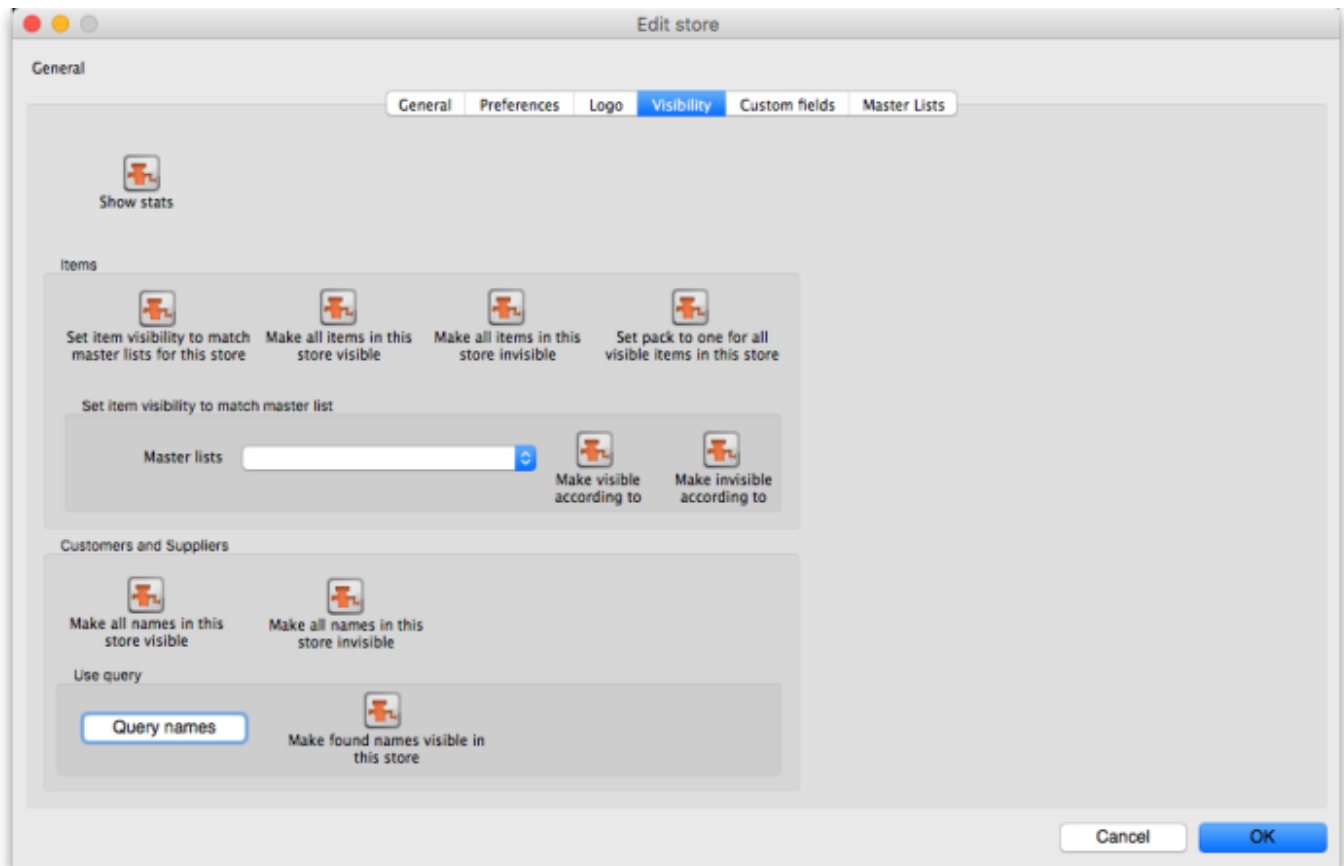 Edit store
General
General Preferences Logo Visibility Custom fields Master Lists
Show stats
Items
Set item visibility to match
master lists for this store
Make all items in this
store visible
Make all items in this
store invisible
Set pack to one for all
visible items in this store
Set item visibility to match master list
Master lists
Make visible
according to
Make invisible
according to
Customers and Suppliers
Make all names in this
store visible
Make all names in this
store invisible
Use query
Query names
Make found names visible in
this store
Cancel
OK